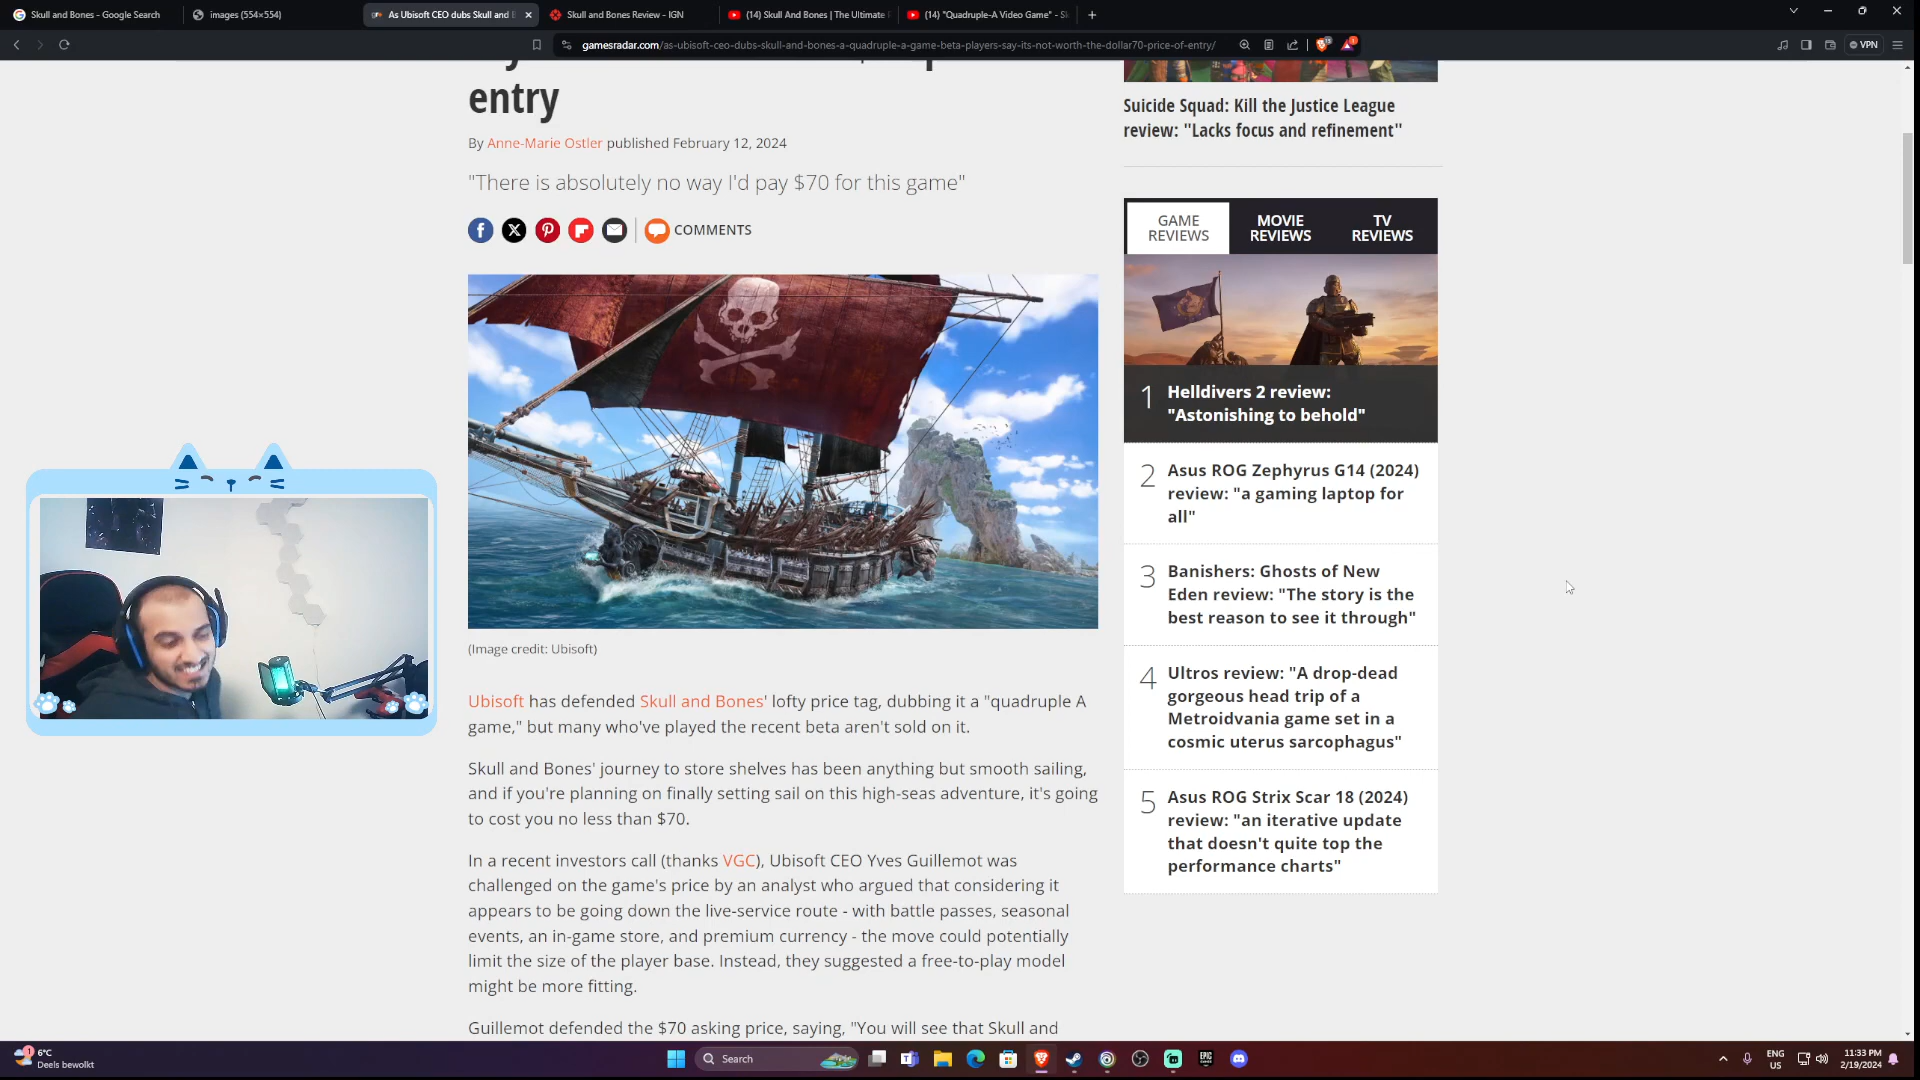 Skull and Bones - Google Search
images (554×554)
As Ubisoft CEO dubs Skull and B
Skull and Bones Review - IGN
(14) Skull And Bones | The Ultimate
(14) "Quadruple-A Video Game" - Sk
gamesradar.com/as-ubisoft-ceo-dubs-skull-and-bones-a-quadruple-a-game-beta-players-say-its-not-worth-the-dollar70-price-of-entry/
VPN
entry
By Anne-Marie Ostler published February 12, 2024
"There is absolutely no way I'd pay $70 for this game"
COMMENTS
(Image credit: Ubisoft)
Ubisoft has defended Skull and Bones' lofty price tag, dubbing it a "quadruple A
game," but many who've played the recent beta aren't sold on it.
Skull and Bones' journey to store shelves has been anything but smooth sailing,
and if you're planning on finally setting sail on this high-seas adventure, it's going
to cost you no less than $70.
In a recent investors call (thanks VGC), Ubisoft CEO Yves Guillemot was
challenged on the game's price by an analyst who argued that considering it
appears to be going down the live-service route - with battle passes, seasonal
events, an in-game store, and premium currency - the move could potentially
limit the size of the player base. Instead, they suggested a free-to-play model
might be more fitting.
Guillemot defended the $70 asking price, saying, "You will see that Skull and
Suicide Squad: Kill the Justice League
review: "Lacks focus and refinement"
GAME
REVIEWS
MOVIE
REVIEWS
TV
REVIEWS
1
Helldivers 2 review:
"Astonishing to behold"
2
Asus ROG Zephyrus G14 (2024)
review: "a gaming laptop for
all"
3
Banishers: Ghosts of New
Eden review: "The story is the
best reason to see it through"
4
Ultros review: "A drop-dead
gorgeous head trip of a
Metroidvania game set in a
cosmic uterus sarcophagus"
5
Asus ROG Strix Scar 18 (2024)
review: "an iterative update
that doesn't quite top the
performance charts"
6°C
Deels bewolkt
Search
ENG
US
11:33 PM
2/19/2024